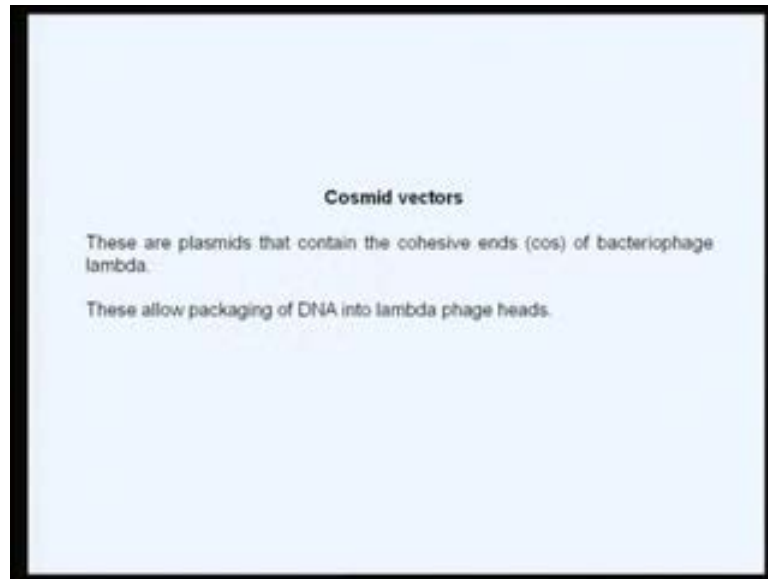 Cosmid vectors
These are plasmids that contain the cohesive ends (cos) of bacteriophage
lambda.
These allow packaging of DNA into lambda phage heads.